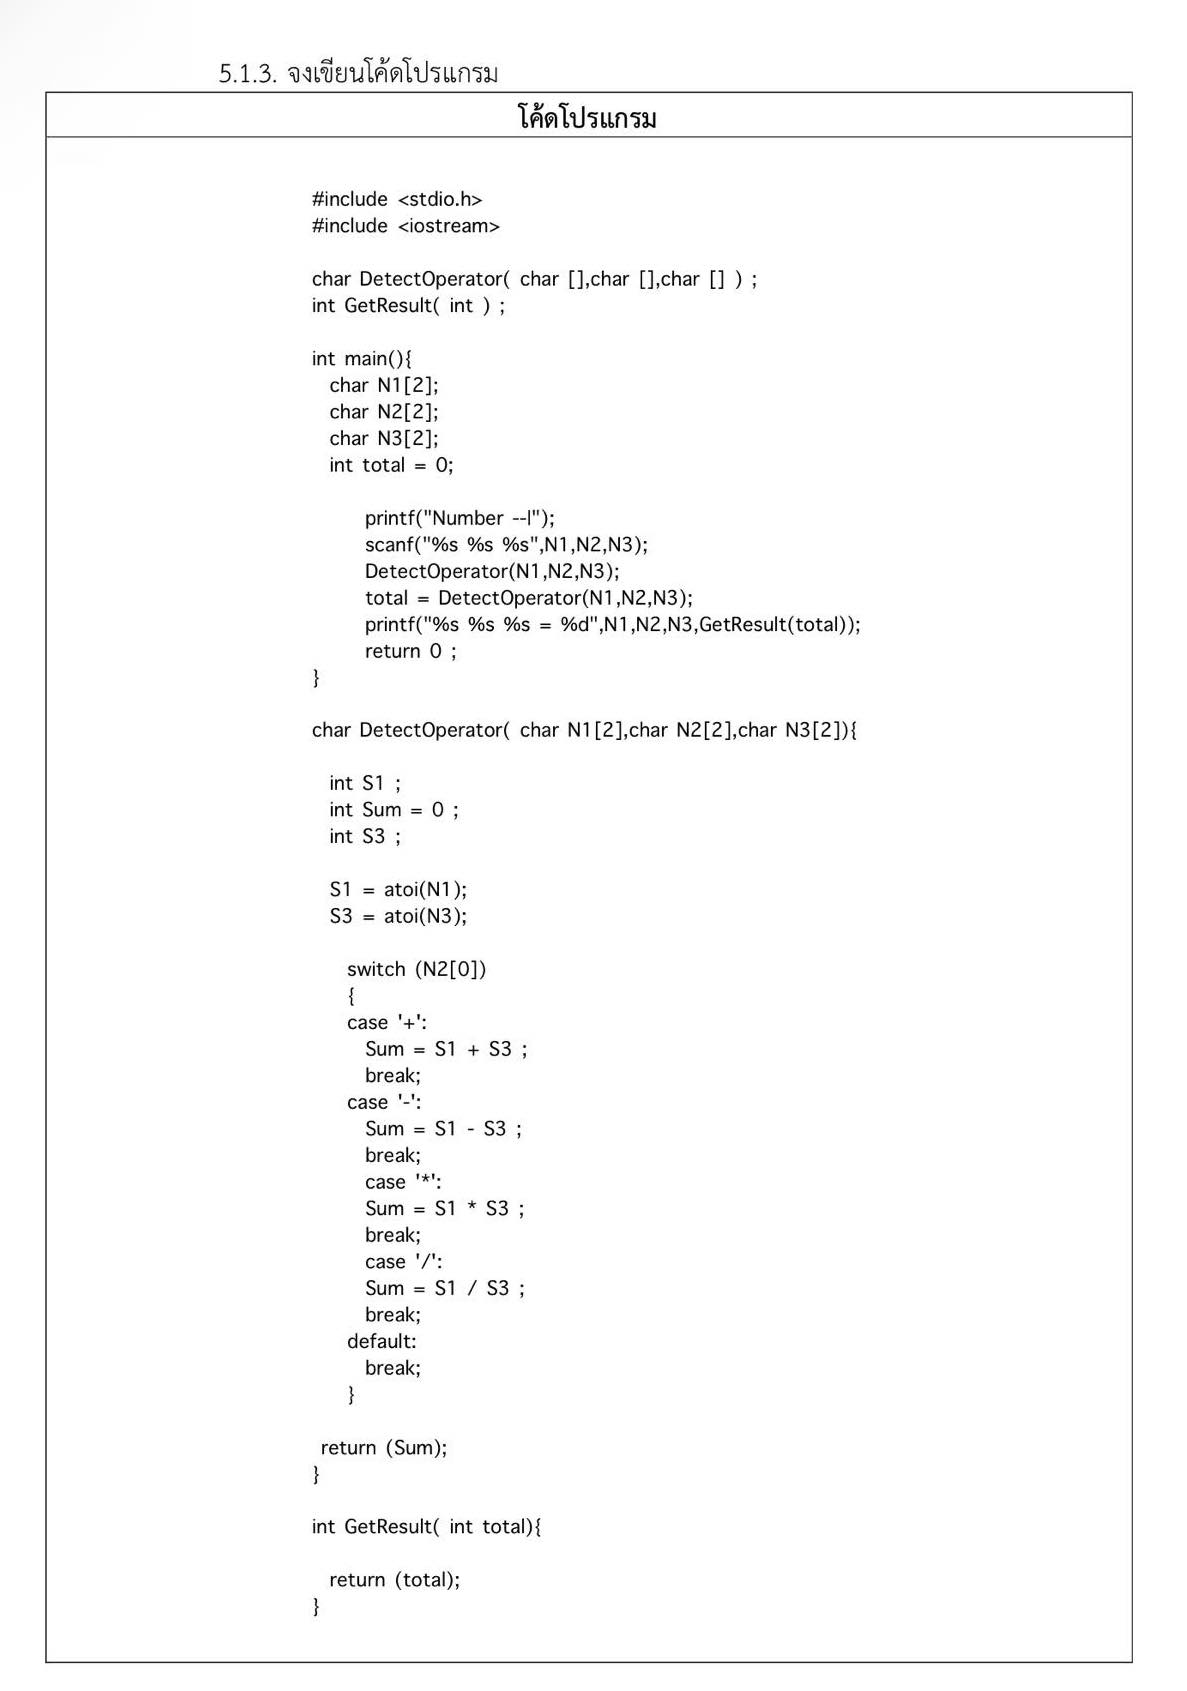 5.1.3. จงเขียนโค้ดโปรแกรม
โค้ดโปรแกรม
#include <stdio.h>
#include <iostream>
char DetectOperator( char [],char [],char [] ) ;
int GetResult( int ) ;
int main(){
char N1[2];
char N2[2];
char N3[2];
int total = 0;
printf("Number --|");
scanf("%s %s %s",N1,N2,N3);
DetectOperator(N1,N2,N3);
total = DetectOperator(N1,N2,N3);
printf("%s %s %s = %d",N1,N2,N3,GetResult(total));
return 0 ;
}
char DetectOperator( char N1[2],char N2[2],char N3[2]){
int S1 ;
int Sum = 0 ;
int S3 ;
S1 = atoi(N1);
S3 = atoi(N3);
switch (N2[0])
{
case '+':
Sum = S1 + S3 ;
break;
case '-':
Sum = S1 - S3 ;
break;
case '*':
Sum = S1 * S3 ;
break;
case '/':
Sum = S1 / S3 ;
break;
default:
break;
}
return (Sum);
}
int GetResult( int total){
return (total);
}